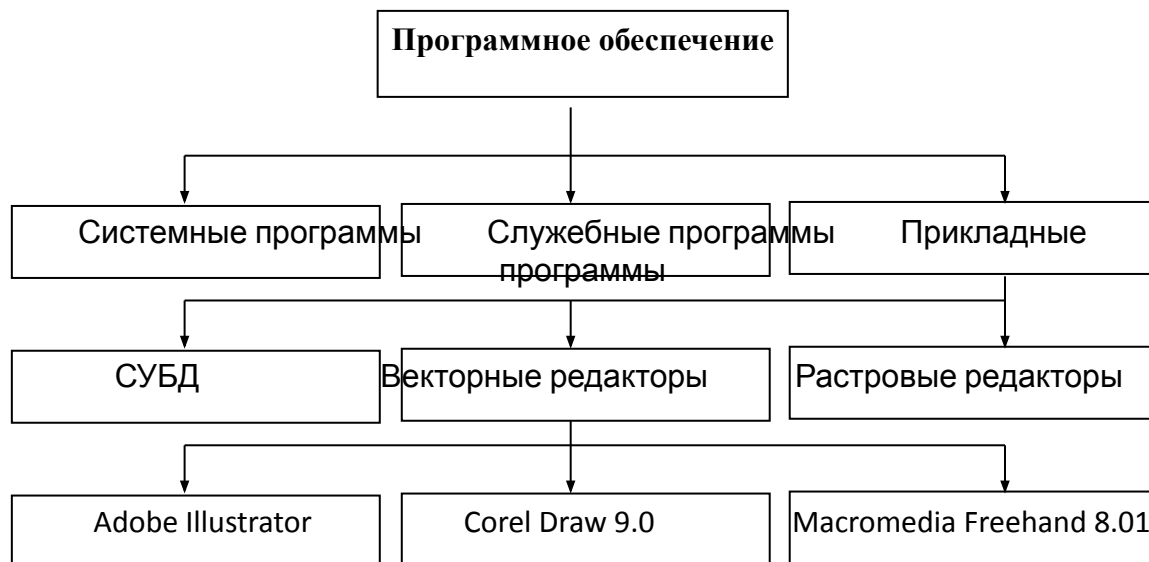 Программное обеспечение
Системные программы Служебные программы Прикладные
программы
СУБД Векторные редакторы Растровые редакторы
Adobe Illustrator Corel Draw 9.0 Macromedia Freehand 8.01